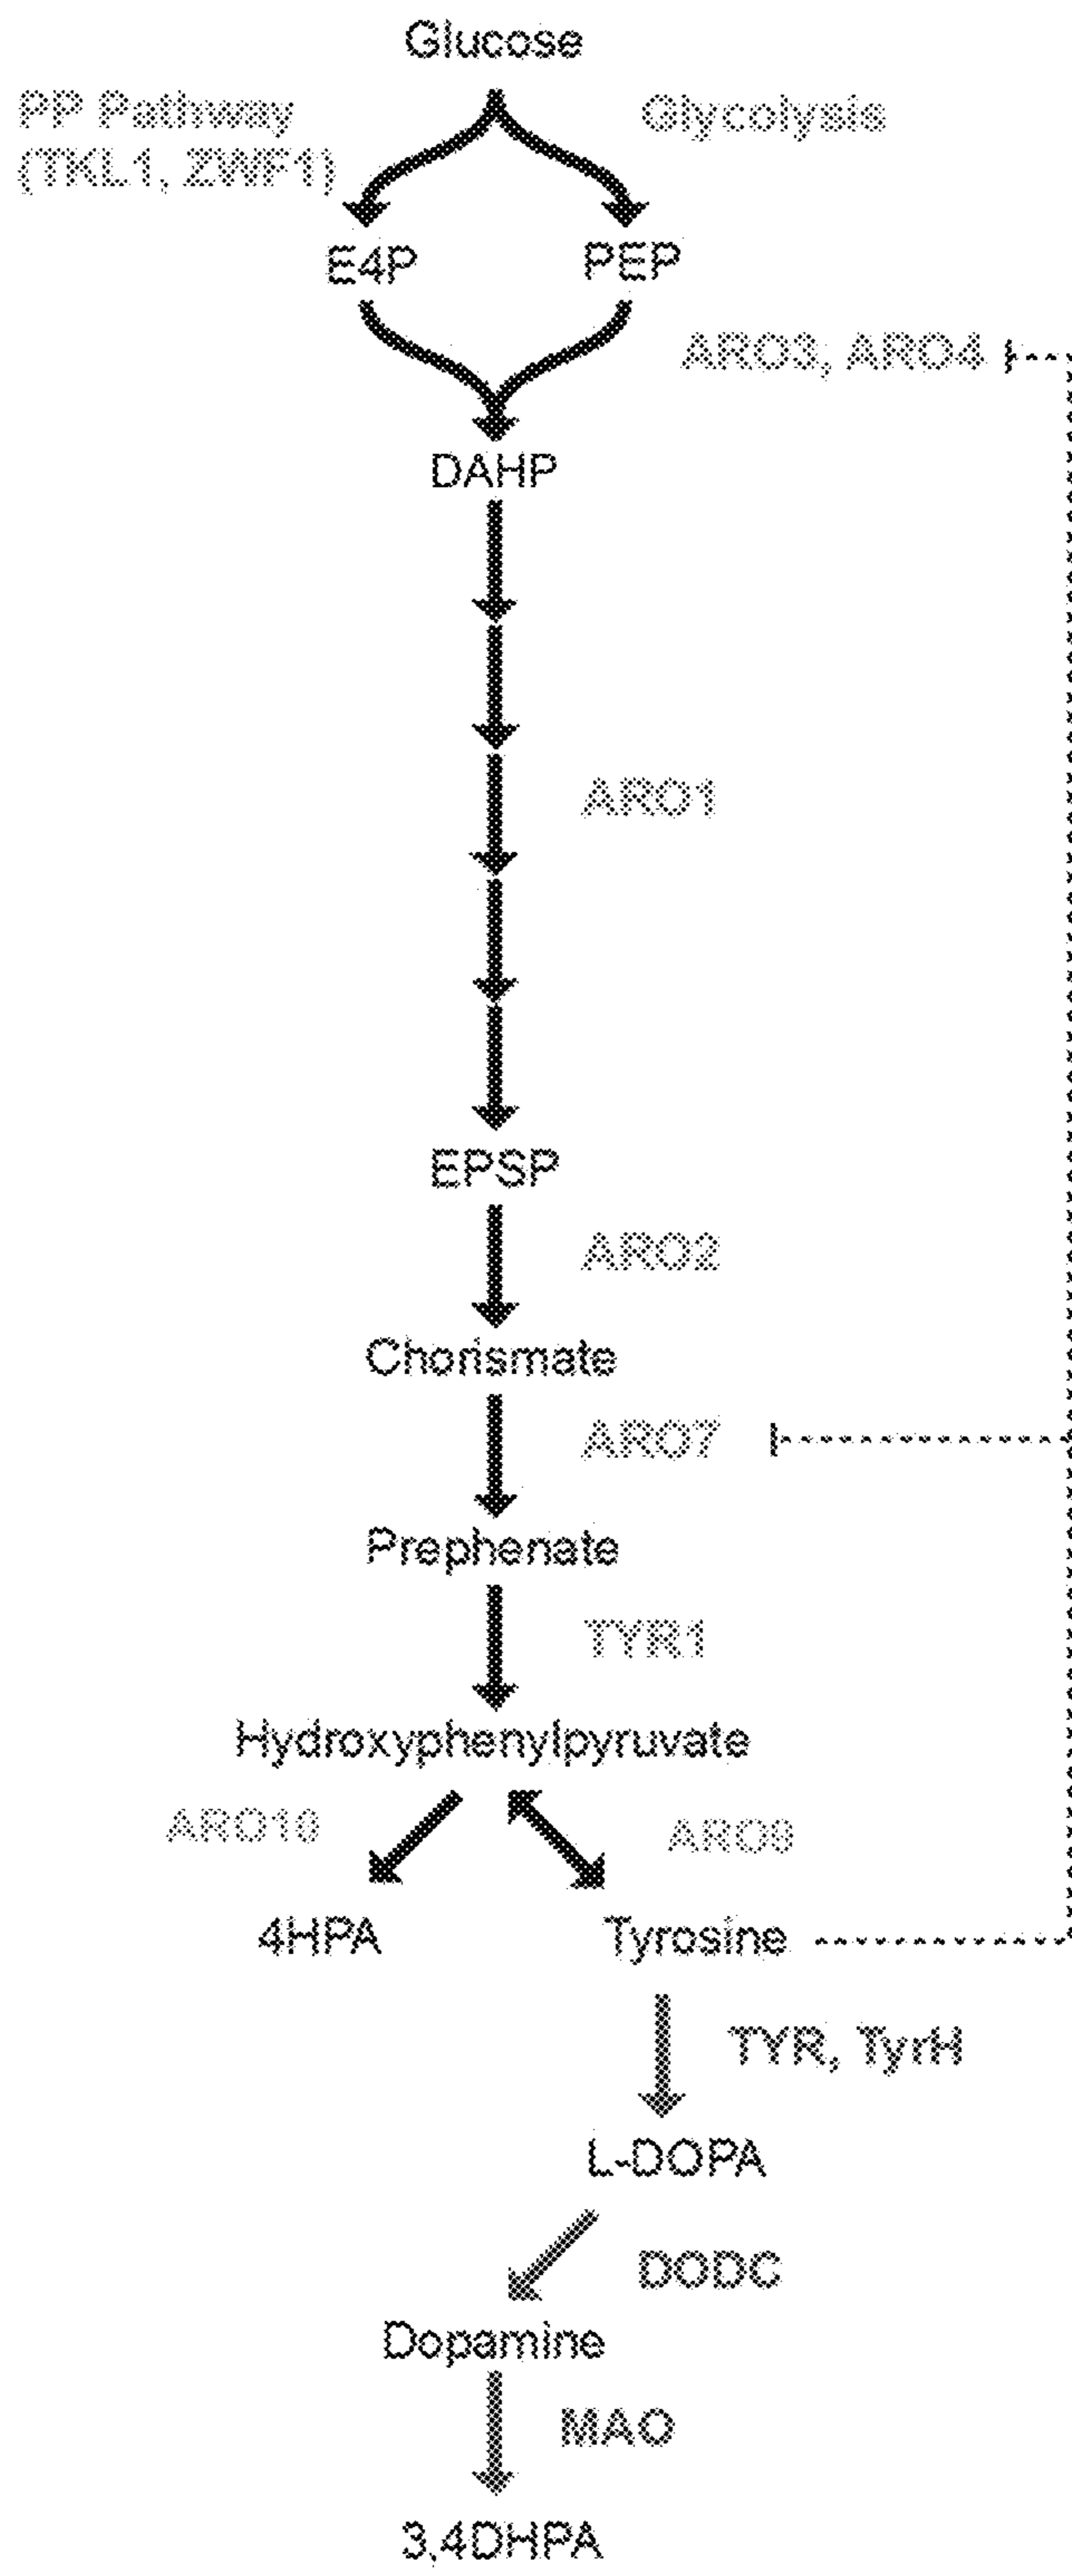 Glucose
PP Pathway
(TKL1, ZWF1)
Glycolysis
E4P
PEP
ARO3, ARO4
DAHP
ARO1
EPSP
ARO2
Chorismate
ARO7
Prephenate
TYR1
Hydroxyphenylpyruvate
ARO10
ARO9
4HPA
Tyrosine
TYR, TyrH
L-DOPA
DODC
Dopamine
MAO
3,4DHPA